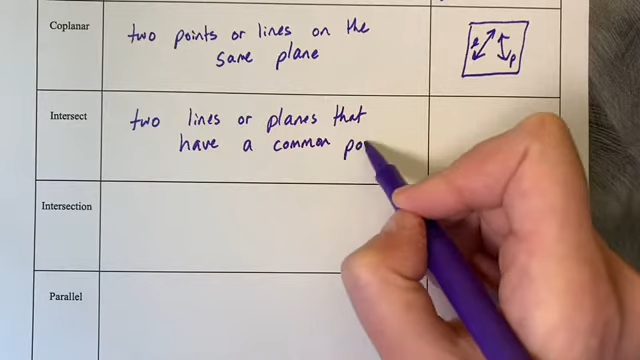 Coplanar
two points or lines on the
same plane
l
p
Intersect
two lines or planes that
have a common po
Intersection
Parallel